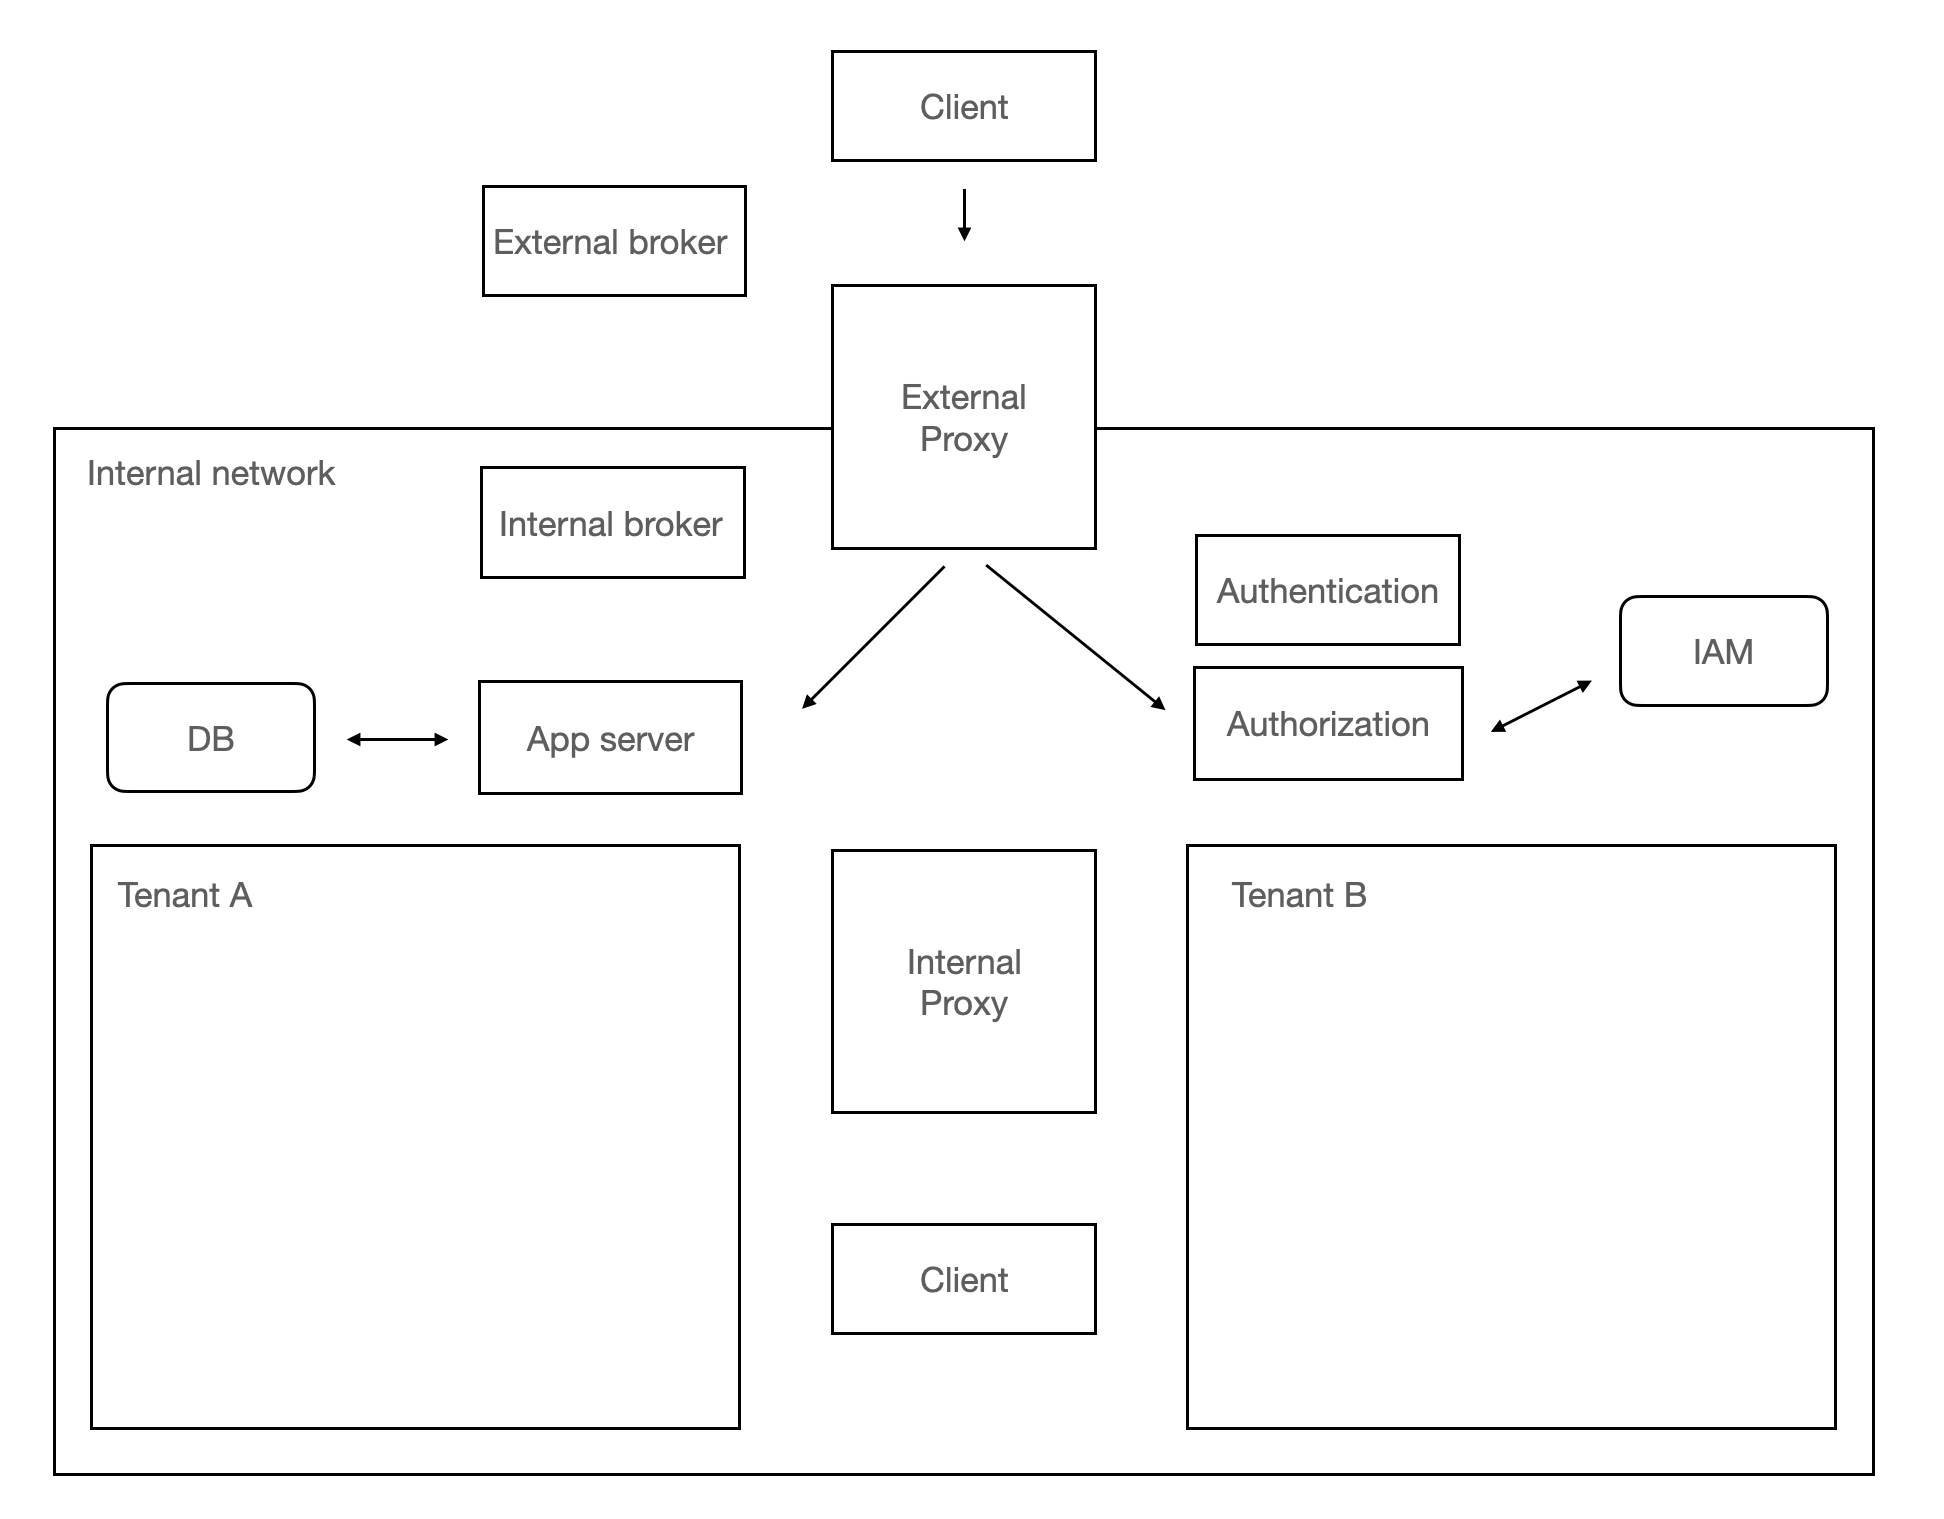 Client
External broker
External
Proxy
Internal network
Internal broker
Authentication
IAM
Authorization
DB
App server
Tenant A
Tenant B
Internal
Proxy
Client